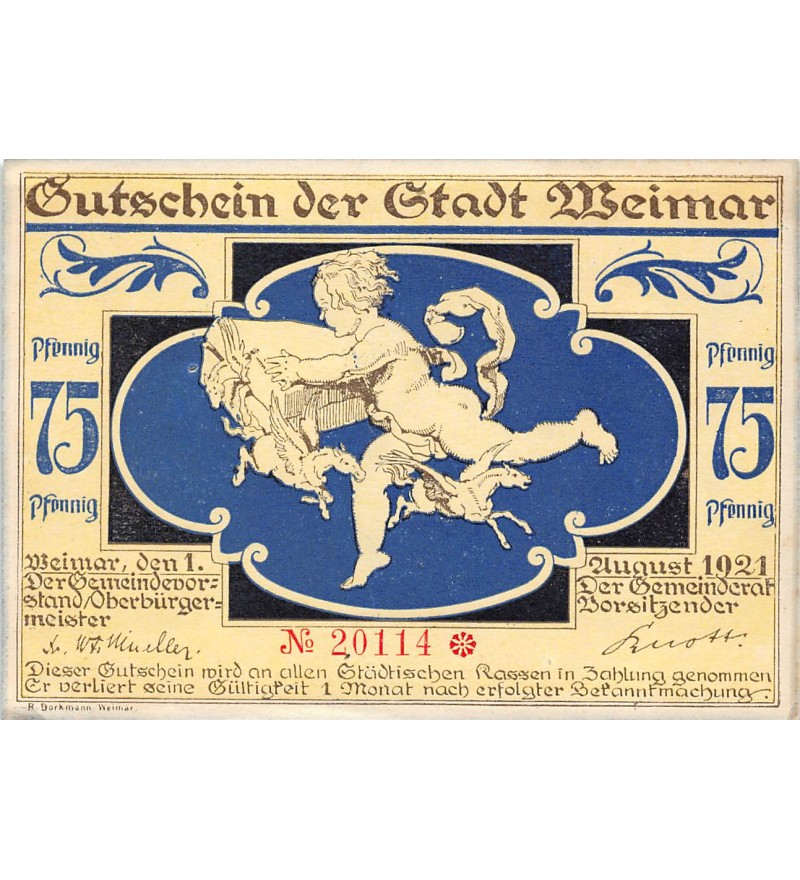 Gutschein der Stadt Weimar
Pfennig
75
Pfennig
Pfennig
75
Pfennig
Weimar, den 1.
Der Gemeindevor-
stand/Oberbürger-
meister
August 1921
Der Gemeinderat
Vorsitzender
Mueller.
№ 20114
Knott.
Dieser Gutschein wird an allen Städtischen Kassen in Zahlung genommen
Er verliert seine Gültigkeit 1 Monat nach erfolgter Bekanntmachung.
R. Borkmann, Weimar.